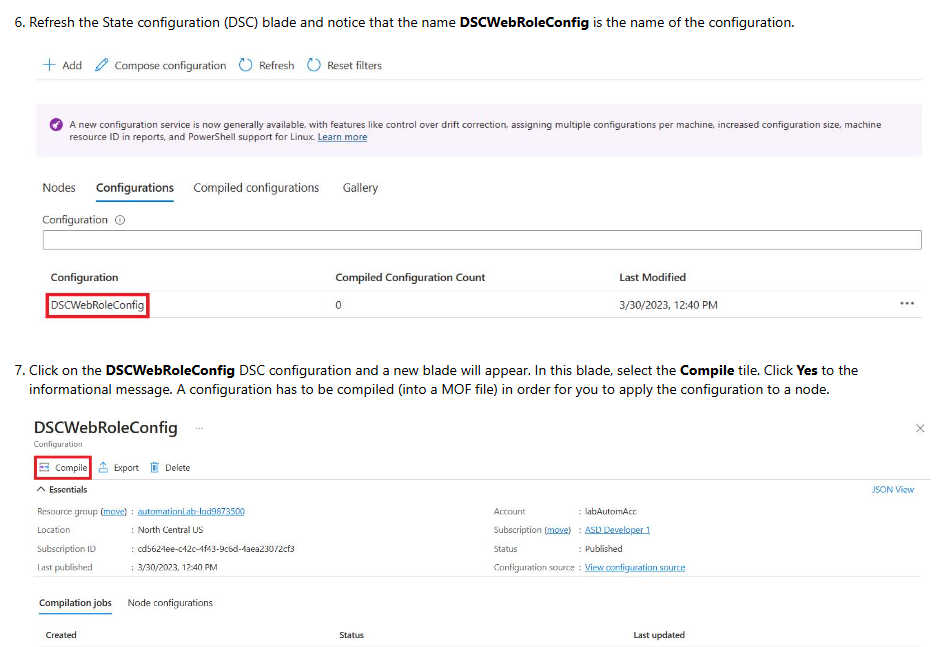 6. Refresh the State configuration (DSC) blade and notice that the name DSCWebRoleConfig is the name of the configuration.
Add Compose configuration Refresh Reset filters
A new configuration service is now generally available, with features like control over drift correction, assigning multiple configurations per machine, increased configuration size, machine
resource ID in reports, and PowerShell support for Linux. Learn more
Nodes Configurations Compiled configurations Gallery
Configuration
Configuration Compiled Configuration Count Last Modified
DSCWebRoleConfig 0 3/30/2023, 12:40 PM ...
7. Click on the DSCWebRoleConfig DSC configuration and a new blade will appear. In this blade, select the Compile tile. Click Yes to the
informational message. A configuration has to be compiled (into a MOF file) in order for you to apply the configuration to a node.
DSCWebRoleConfig ...
Configuration
Compile Export Delete
Essentials JSON View
Resource group (move) : automationLab-lod9873500 Account : labAutomAcc
Location : North Central US Subscription (move) : ASD Developer 1
Subscription ID : cd5624ee-c42c-4f43-9c6d-4aea23072cf3 Status : Published
Last published : 3/30/2023, 12:40 PM Configuration source : View configuration source
Compilation jobs Node configurations
Created Status Last updated